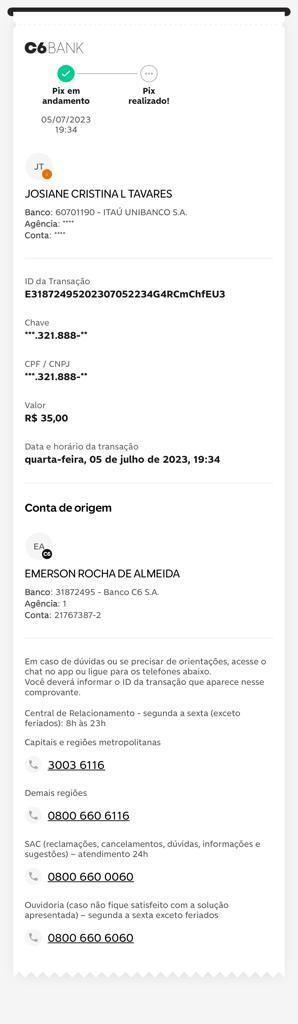 C6BANK
Pix em
andamento
Pix
realizado!
05/07/2023
19:34
JT
JOSIANE CRISTINA L TAVARES
Banco: 60701190 - ITAÚ UNIBANCO S.A.
Agência: ****
Conta: ****
ID da Transação
E31872495202307052234G4RCmChfEU3
Chave
***.321.888-**
CPF / CNPJ
***.321.888-**
Valor
R$ 35,00
Data e horário da transação
quarta-feira, 05 de julho de 2023, 19:34
Conta de origem
EA
C6
EMERSON ROCHA DE ALMEIDA
Banco: 31872495 - Banco C6 S.A.
Agência: 1
Conta: 21767387-2
Em caso de dúvidas ou se precisar de orientações, acesse o
chat no app ou ligue para os telefones abaixo.
Você deverá informar o ID da transação que aparece nesse
comprovante.
Central de Relacionamento - segunda a sexta (exceto
feriados): 8h às 23h
Capitais e regiões metropolitanas
3003 6116
Demais regiões
0800 660 6116
SAC (reclamações, cancelamentos, dúvidas, informações e
sugestões) – atendimento 24h
0800 660 0060
Ouvidoria (caso não fique satisfeito com a solução
apresentada) – segunda a sexta exceto feriados
0800 660 6060